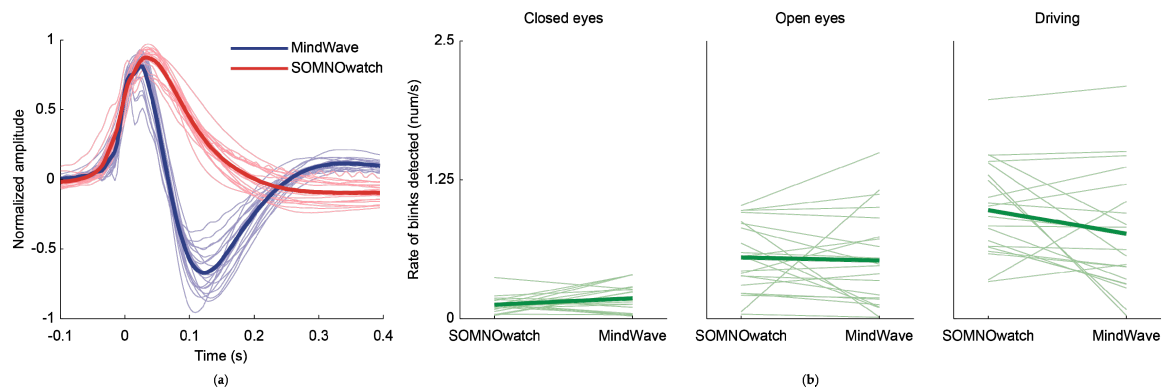 Closed eyes
Open eyes
Driving
MindWave
SOMNOwatch
Normalized amplitude
1
0.5
0
-0.5
-1
-0.1
0
0.1
0.2
0.3
0.4
Time (s)
(a)
Rate of blinks detected (num/s)
2.5
1.25
0
SOMNOwatch
MindWave
SOMNOwatch
MindWave
SOMNOwatch
MindWave
(b)